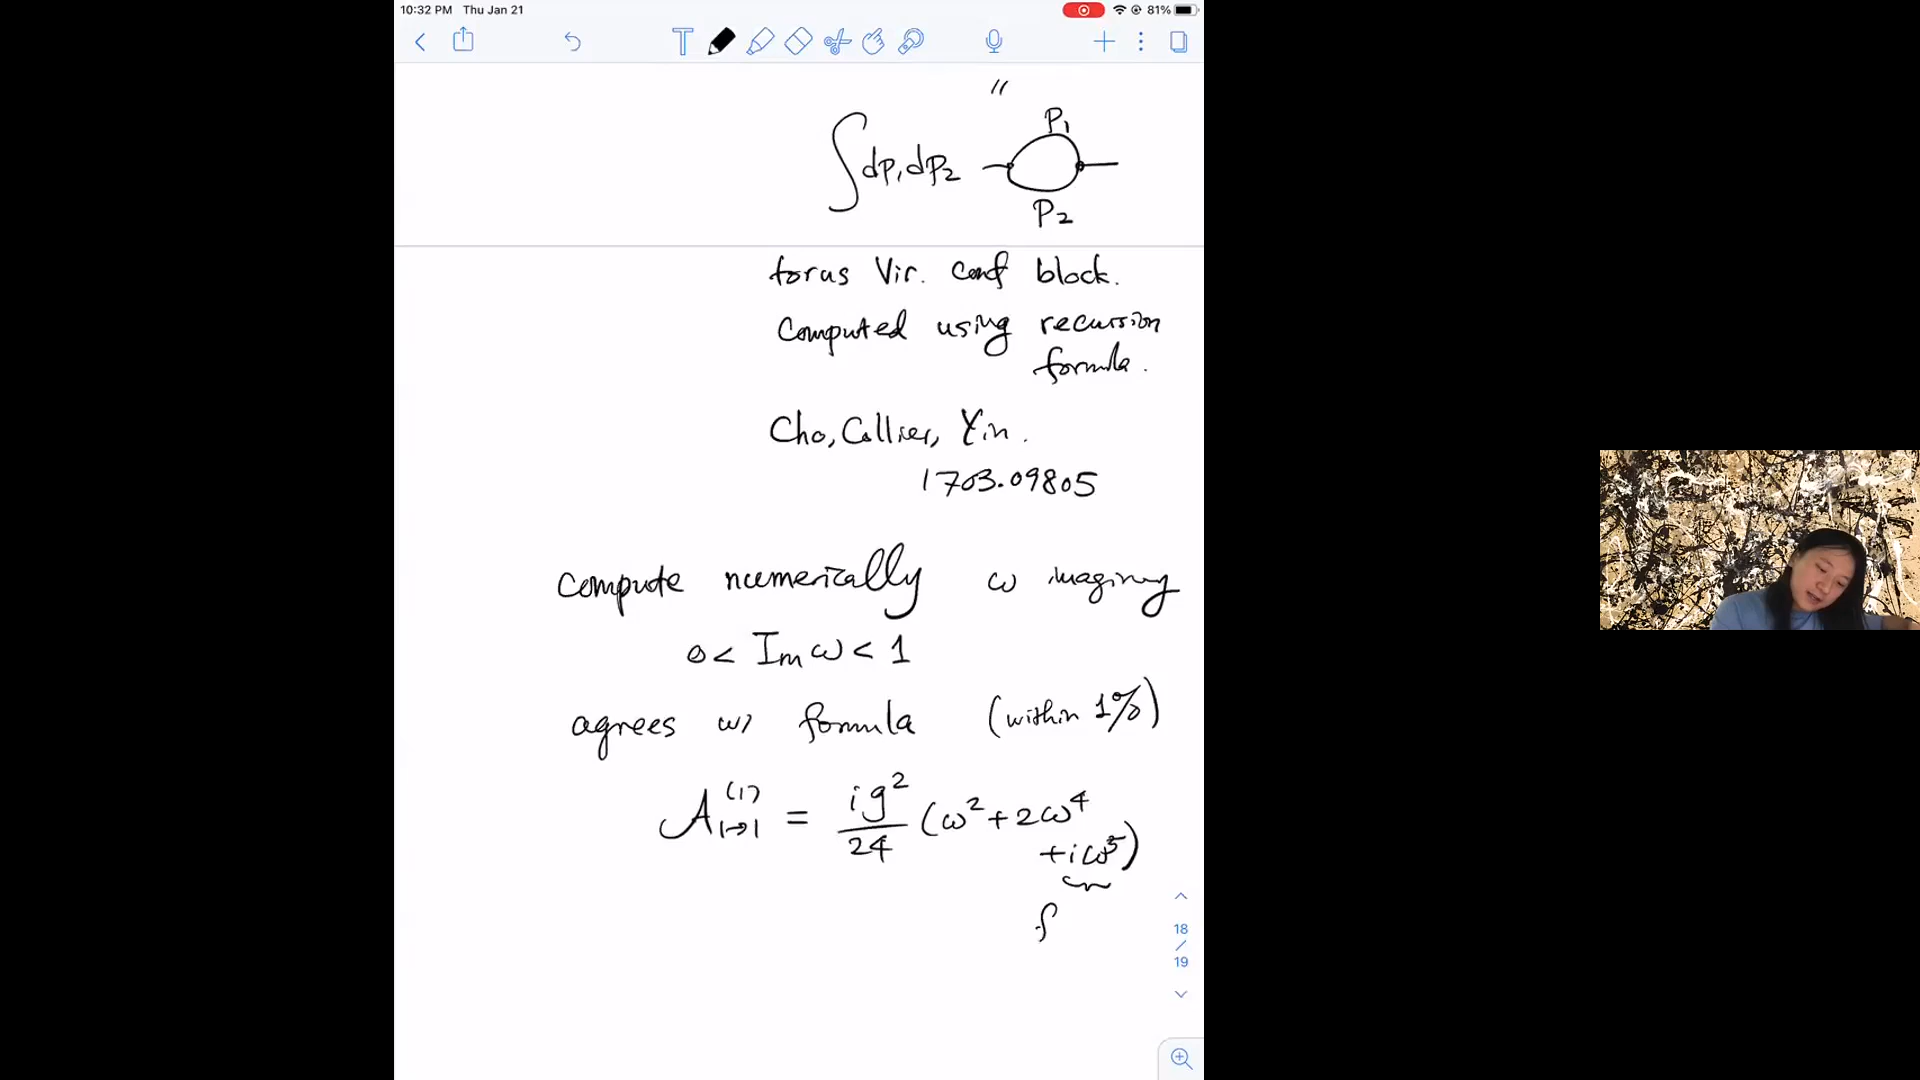 10:32 PM Thu Jan 21
81%
T
"
∫dP₁dP₂
P₁
P₂
torus Vir. conf block.
Computed using recursion
formula.
Cho, Collier, Yin.
1703.09805
compute numerically ω imaginary
0 < Im ω < 1
agrees w/ formula (within 1%)
A⁽¹⁾₁→₁ = ig²/24 (ω² + 2ω⁴
+ iω⁵)
18
/
19